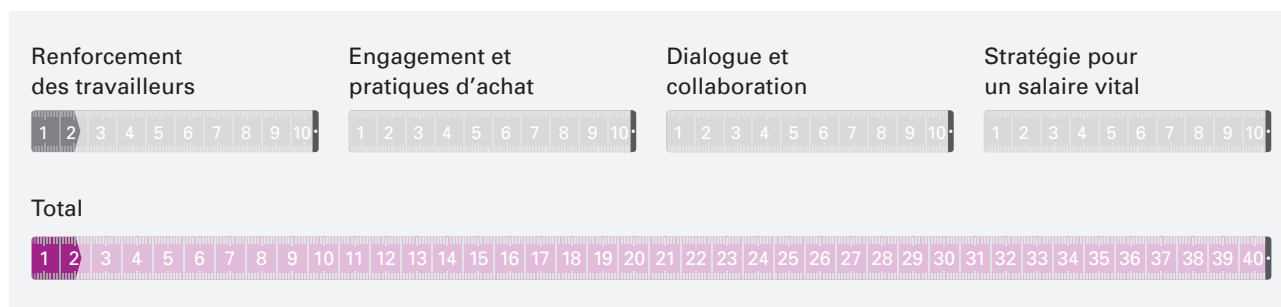 Renforcement
des travailleurs
Engagement et
pratiques d'achat
Dialogue et
collaboration
Stratégie pour
un salaire vital
1 2 3 4 5 6 7 8 9 10
1 2 3 4 5 6 7 8 9 10
1 2 3 4 5 6 7 8 9 10
1 2 3 4 5 6 7 8 9 10
Total
1 2 3 4 5 6 7 8 9 10 11 12 13 14 15 16 17 18 19 20 21 22 23 24 25 26 27 28 29 30 31 32 33 34 35 36 37 38 39 40